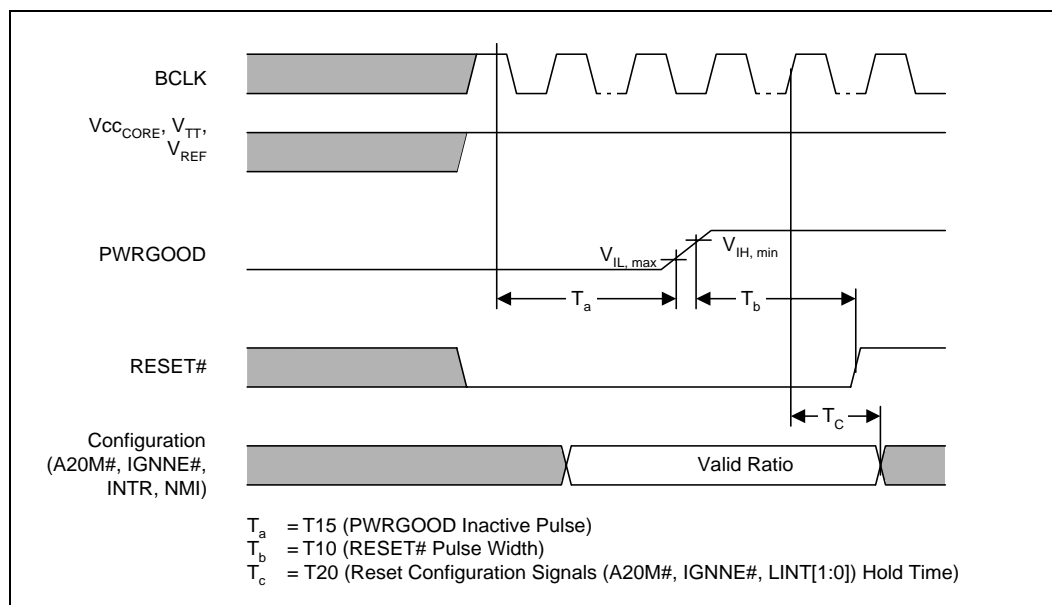 BCLK
Vcc_CORE, V_TT,
V_REF
PWRGOOD
V_IL, max
V_IH, min
T_a
T_b
RESET#
T_C
Configuration
(A20M#, IGNNE#,
INTR, NMI)
Valid Ratio
T_a = T15 (PWRGOOD Inactive Pulse)
T_b = T10 (RESET# Pulse Width)
T_c = T20 (Reset Configuration Signals (A20M#, IGNNE#, LINT[1:0]) Hold Time)